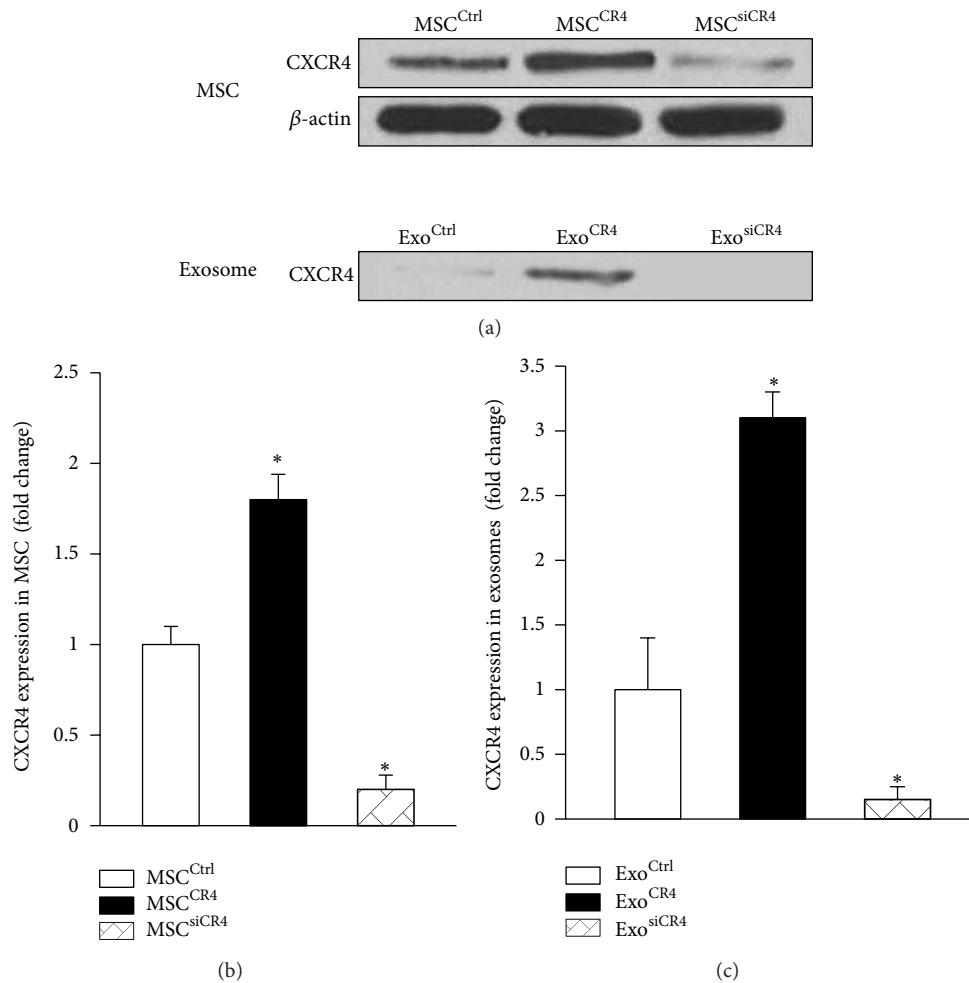 MSC^Ctrl MSC^CR4 MSC^siCR4
CXCR4
MSC
β-actin
Exo^Ctrl Exo^CR4 Exo^siCR4
Exosome CXCR4
(a)
CXCR4 expression in MSC (fold change)
2.5
2
1.5
1
0.5
0
*
*
MSC^Ctrl
MSC^CR4
MSC^siCR4
(b)
CXCR4 expression in exosomes (fold change)
3.5
3
2.5
2
1.5
1
0.5
0
*
*
Exo^Ctrl
Exo^CR4
Exo^siCR4
(c)